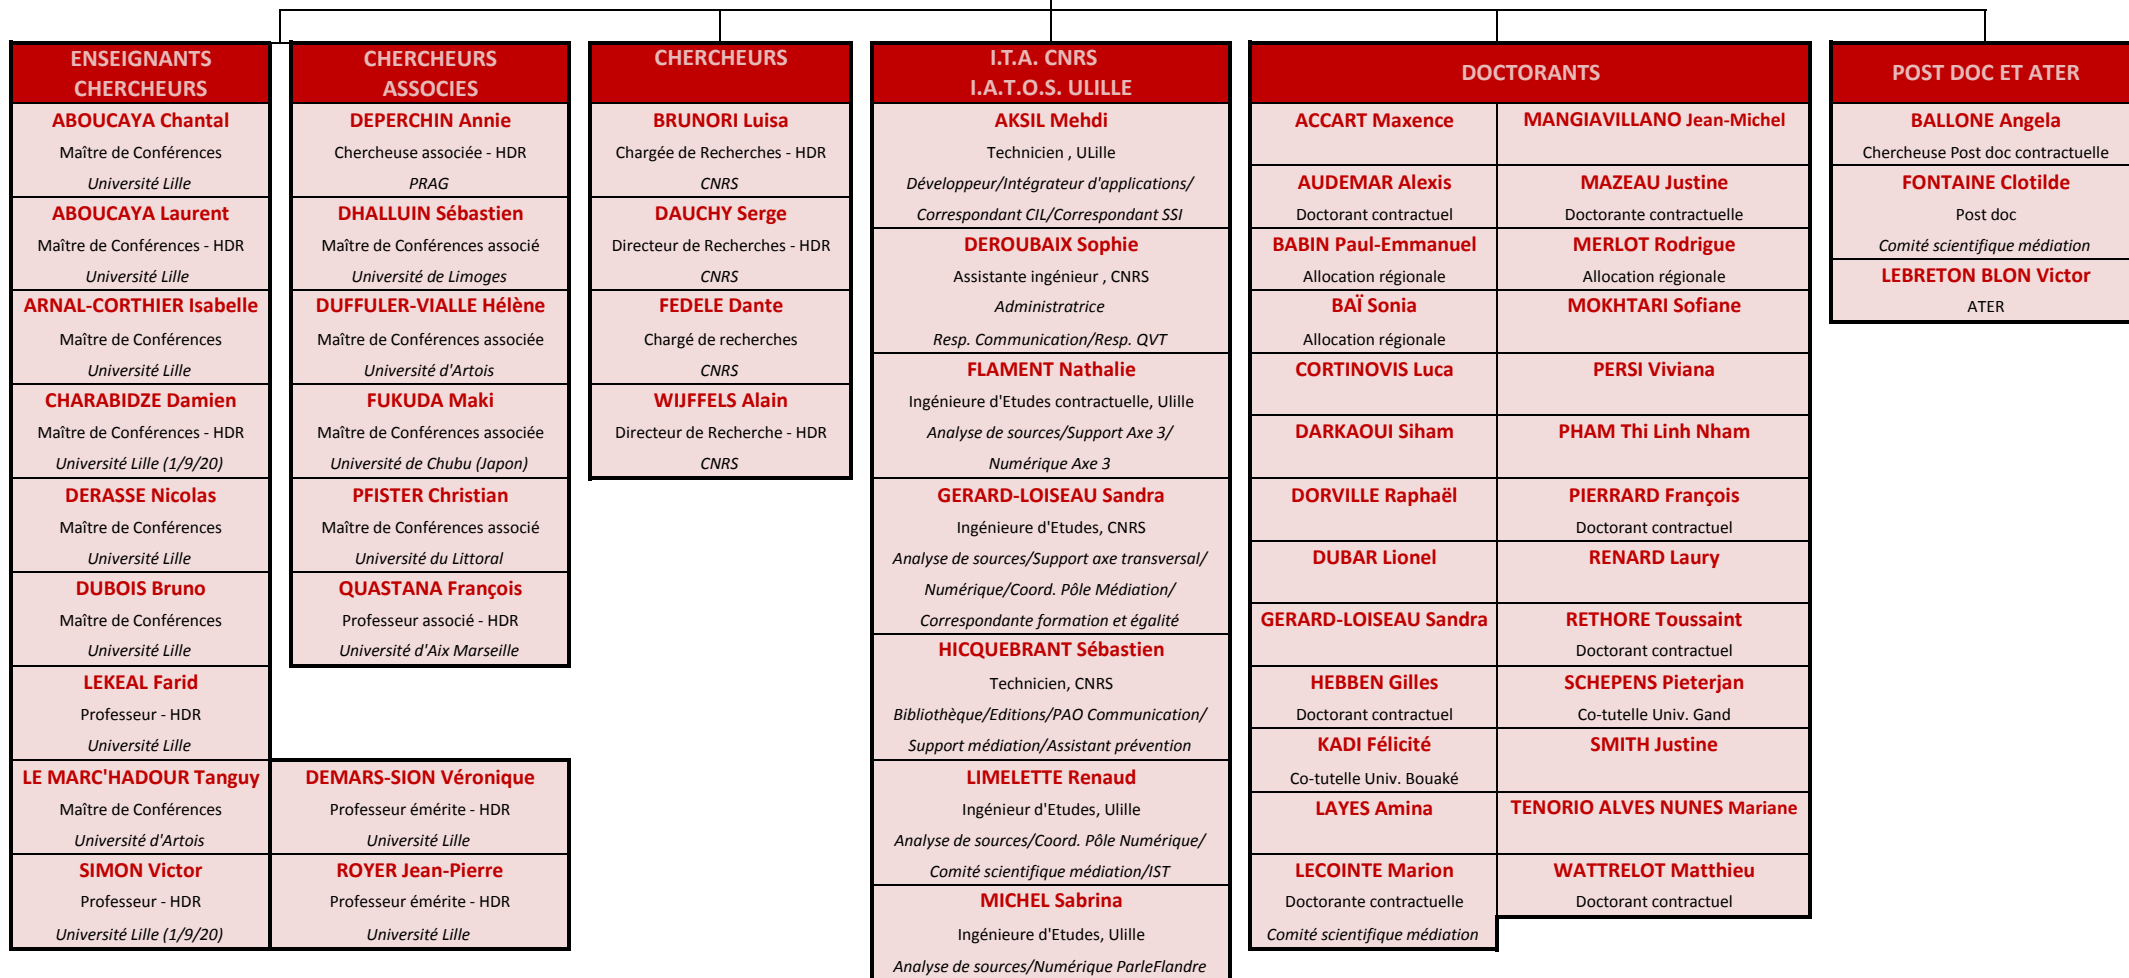 ENSEIGNANTS
CHERCHEURS
ABOUCAYA Chantal
Maître de Conférences
Université Lille
ABOUCAYA Laurent
Maître de Conférences - HDR
Université Lille
ARNAL-CORTHIER Isabelle
Maître de Conférences
Université Lille
CHARABIDZE Damien
Maître de Conférences - HDR
Université Lille (1/9/20)
DERASSE Nicolas
Maître de Conférences
Université Lille
DUBOIS Bruno
Maître de Conférences
Université Lille
LEKEAL Farid
Professeur - HDR
Université Lille
LE MARC'HADOUR Tanguy
Maître de Conférences
Université d'Artois
SIMON Victor
Professeur - HDR
Université Lille (1/9/20)
CHERCHEURS
ASSOCIES
DEPERCHIN Annie
Chercheuse associée - HDR
PRAG
DHALLUIN Sébastien
Maître de Conférences associé
Université de Limoges
DUFFULER-VIALLE Hélène
Maître de Conférences associée
Université d'Artois
FUKUDA Maki
Maître de Conférences associée
Université de Chubu (Japon)
PFISTER Christian
Maître de Conférences associé
Université du Littoral
QUASTANA François
Professeur associé - HDR
Université d'Aix Marseille
DEMARS-SION Véronique
Professeur émérite - HDR
Université Lille
ROYER Jean-Pierre
Professeur émérite - HDR
Université Lille
CHERCHEURS
BRUNORI Luisa
Chargée de Recherches - HDR
CNRS
DAUCHY Serge
Directeur de Recherches - HDR
CNRS
FEDELE Dante
Chargé de recherches
CNRS
WIJFFELS Alain
Directeur de Recherche - HDR
CNRS
I.T.A. CNRS
I.A.T.O.S. ULILLE
AKSIL Mehdi
Technicien , ULille
Développeur/Intégrateur d'applications/
Correspondant CIL/Correspondant SSI
DEROUBAIX Sophie
Assistante ingénieur , CNRS
Administratrice
Resp. Communication/Resp. QVT
FLAMENT Nathalie
Ingénieure d'Etudes contractuelle, Ulille
Analyse de sources/Support Axe 3/
Numérique Axe 3
GERARD-LOISEAU Sandra
Ingénieure d'Etudes, CNRS
Analyse de sources/Support axe transversal/
Numérique/Coord. Pôle Médiation/
Correspondante formation et égalité
HICQUEBRANT Sébastien
Technicien, CNRS
Bibliothèque/Editions/PAO Communication/
Support médiation/Assistant prévention
LIMELETTE Renaud
Ingénieur d'Etudes, Ulille
Analyse de sources/Coord. Pôle Numérique/
Comité scientifique médiation/IST
MICHEL Sabrina
Ingénieure d'Etudes, Ulille
Analyse de sources/Numérique ParleFlandre
DOCTORANTS
ACCART Maxence
AUDEMAR Alexis
Doctorant contractuel
BABIN Paul-Emmanuel
Allocation régionale
BAÏ Sonia
Allocation régionale
CORTINOVIS Luca
DARKAOUI Siham
DORVILLE Raphaël
DUBAR Lionel
GERARD-LOISEAU Sandra
HEBBEN Gilles
Doctorant contractuel
KADI Félicité
Co-tutelle Univ. Bouaké
LAYES Amina
LECOINTE Marion
Doctorante contractuelle
Comité scientifique médiation
MANGIAVILLANO Jean-Michel
MAZEAU Justine
Doctorante contractuelle
MERLOT Rodrigue
Allocation régionale
MOKHTARI Sofiane
PERSI Viviana
PHAM Thi Linh Nham
PIERRARD François
Doctorant contractuel
RENARD Laury
RETHORE Toussaint
Doctorant contractuel
SCHEPENS Pieterjan
Co-tutelle Univ. Gand
SMITH Justine
TENORIO ALVES NUNES Mariane
WATTRELOT Matthieu
Doctorant contractuel
POST DOC ET ATER
BALLONE Angela
Chercheuse Post doc contractuelle
FONTAINE Clotilde
Post doc
Comité scientifique médiation
LEBRETON BLON Victor
ATER